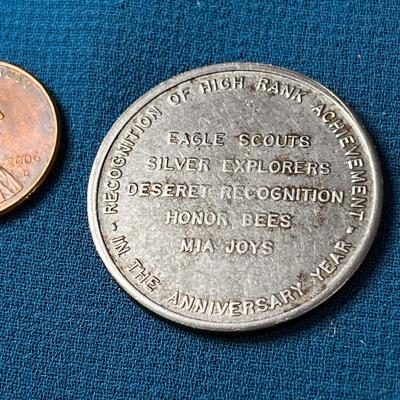 RECOGNITION OF HIGH RANK ACHIEVEMENT
EAGLE SCOUTS
SILVER EXPLORERS
DESERET RECOGNITION
HONOR BEES
MIA JOYS
- IN THE ANNIVERSARY YEAR -
2006
D